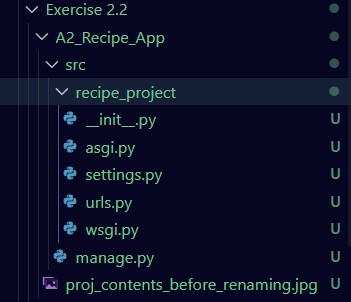 Exercise 2.2
A2_Recipe_App
src
recipe_project
__init__.py U
asgi.py U
settings.py U
urls.py U
wsgi.py U
manage.py U
proj_contents_before_renaming.jpg U